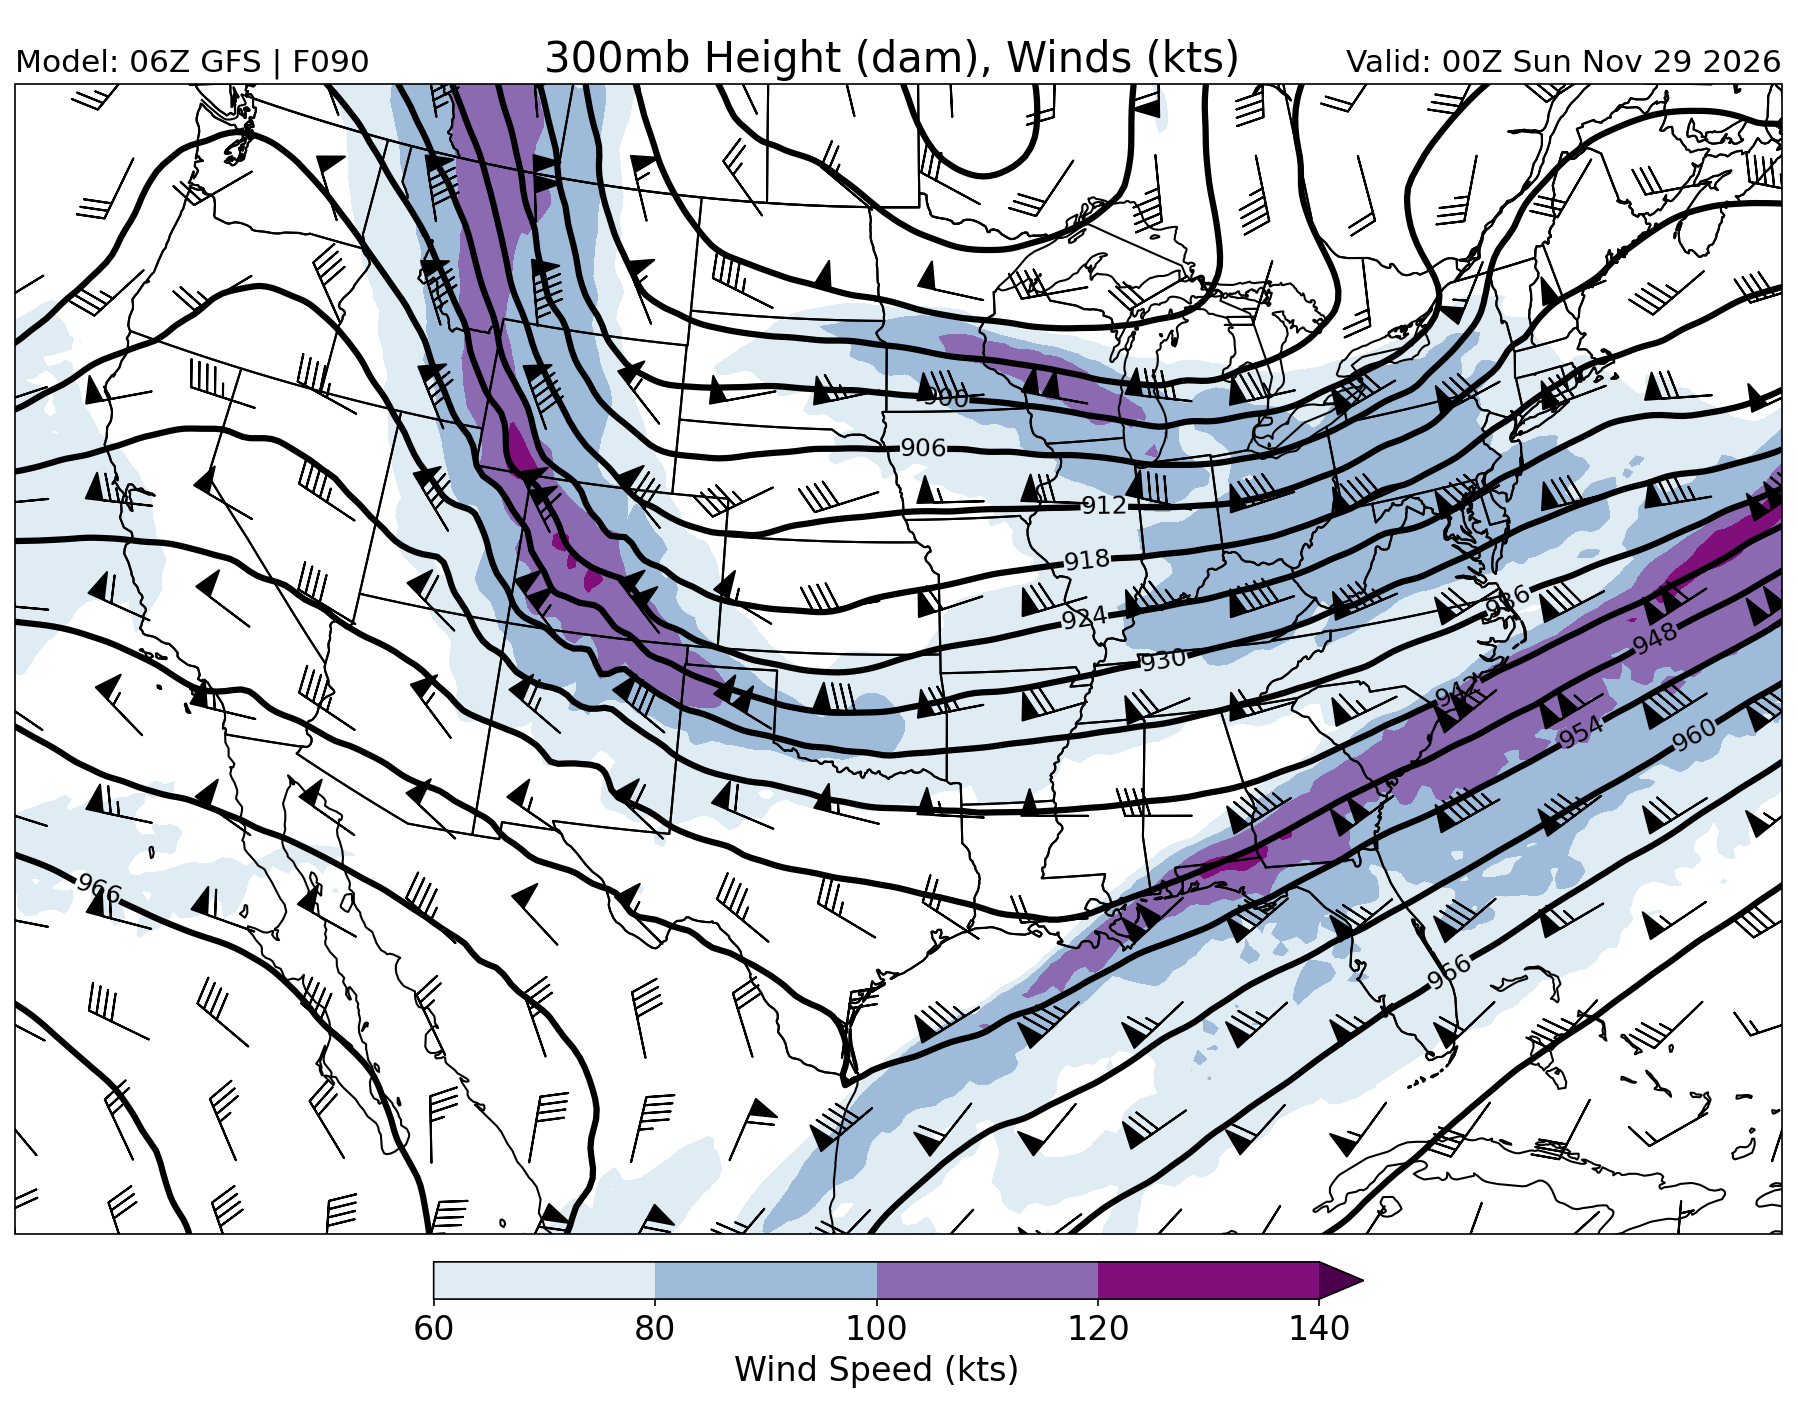 Model: 06Z GFS | F090
300mb Height (dam), Winds (kts)
Valid: 00Z Sun Nov 29 2026
900
906
912
918
924
930
936
942
948
954
960
966
966
60 80 100 120 140
Wind Speed (kts)